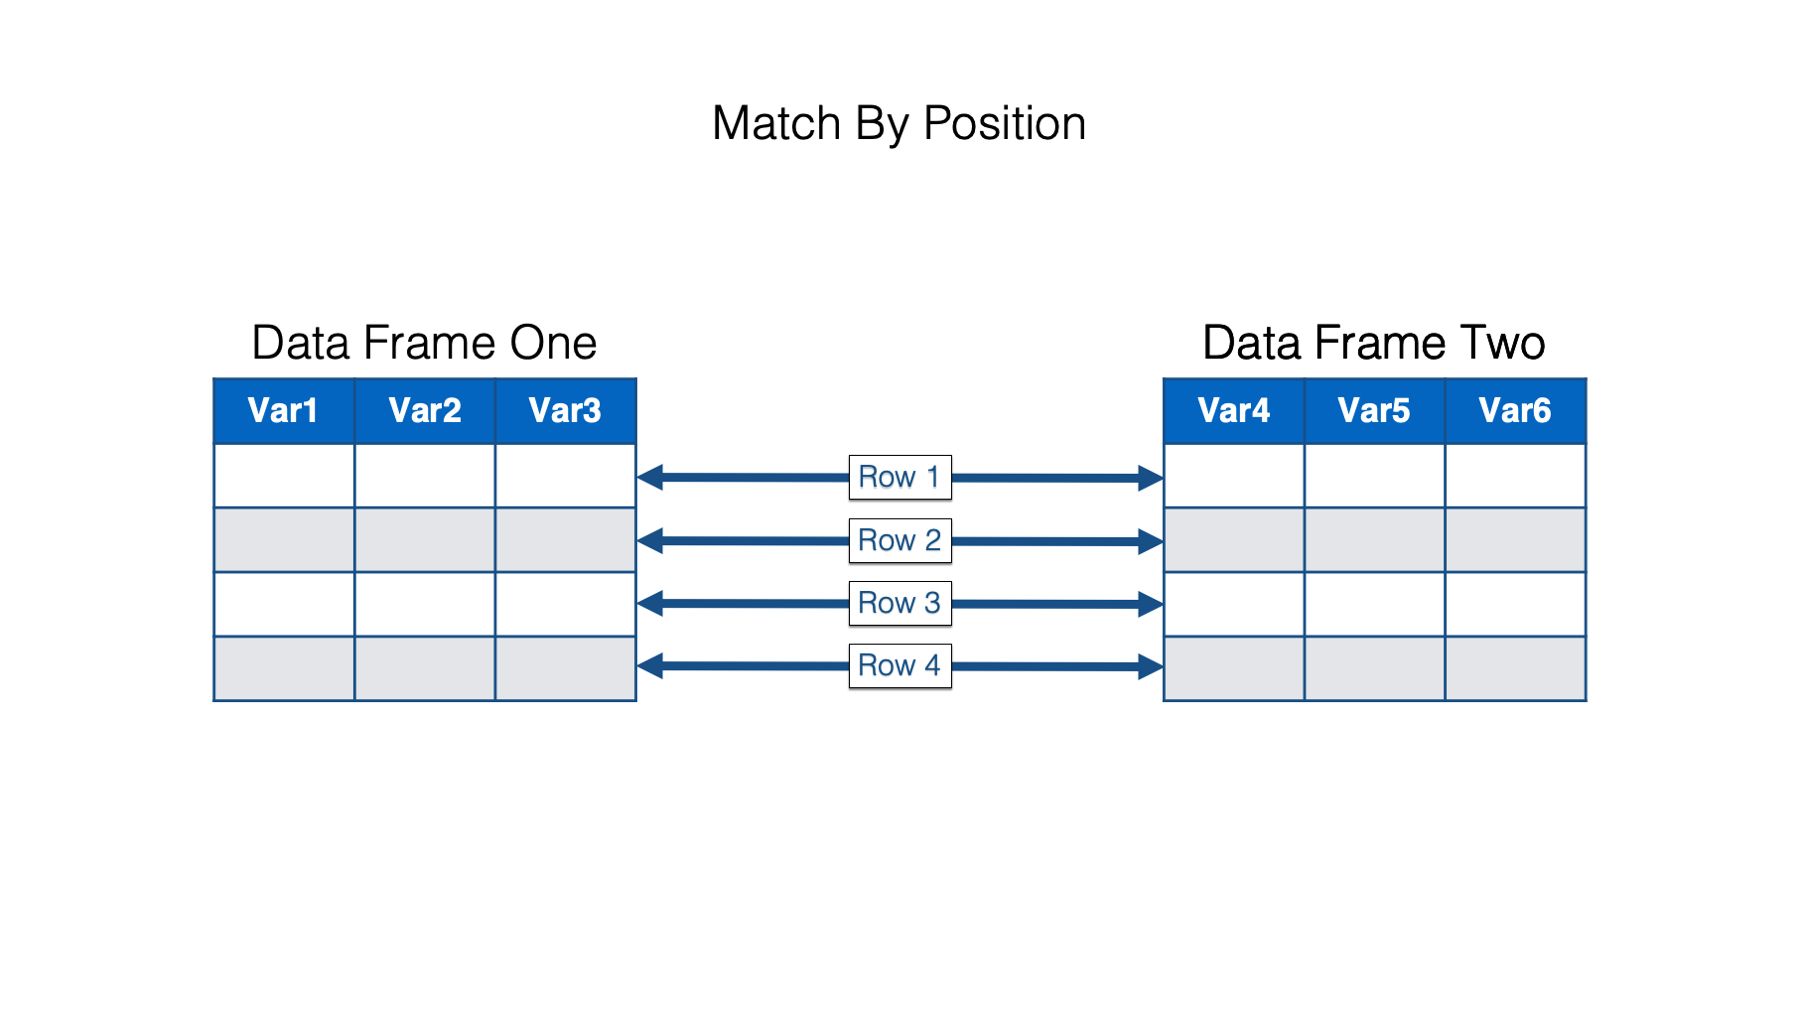 Match By Position
Data Frame One
Data Frame Two
Var1 Var2 Var3
Var4 Var5 Var6
Row 1
Row 2
Row 3
Row 4